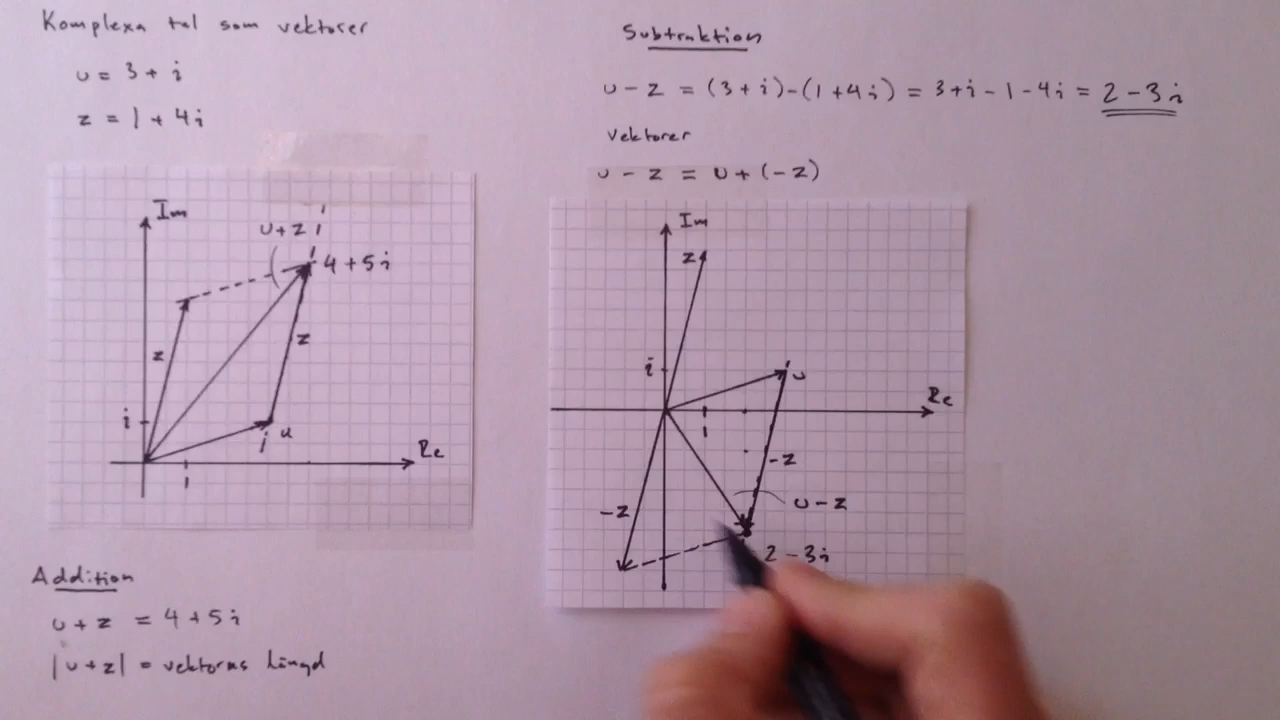 Komplexa tal som vektorer
u = 3 + i
z = 1 + 4i
Im
u+z
4+5i
z
z
i
u
Re
1
Addition
u+z = 4+5i
|u+z| = vektorns längd
Subtraktion
u - z = (3+i)-(1+4i) = 3+i-1-4i = 2-3i
Vektorer
u - z = u+(-z)
Im
z
i
u
Re
1
-z
u-z
-z
2-3i